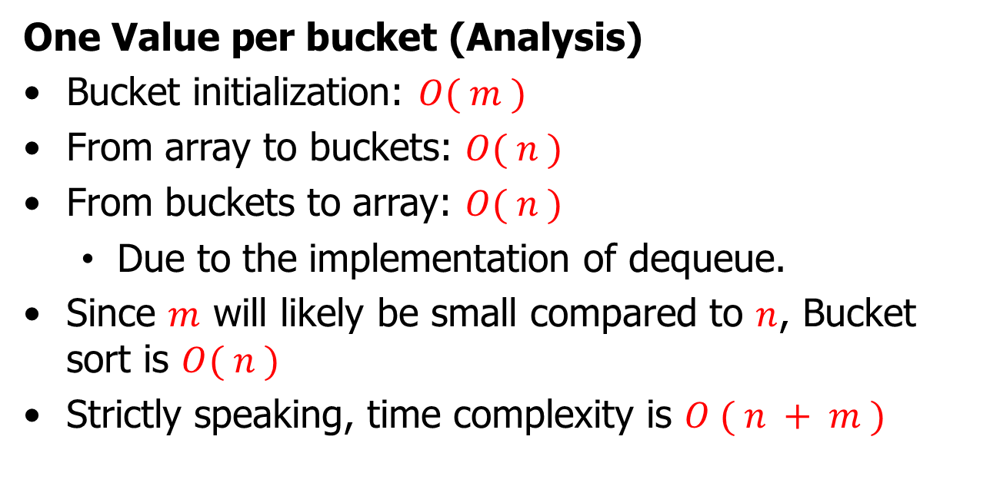 One Value per bucket (Analysis)
• Bucket initialization: O( m )
• From array to buckets: O( n )
• From buckets to array: O( n )
• Due to the implementation of dequeue.
• Since m will likely be small compared to n, Bucket
sort is O( n )
• Strictly speaking, time complexity is O ( n + m )